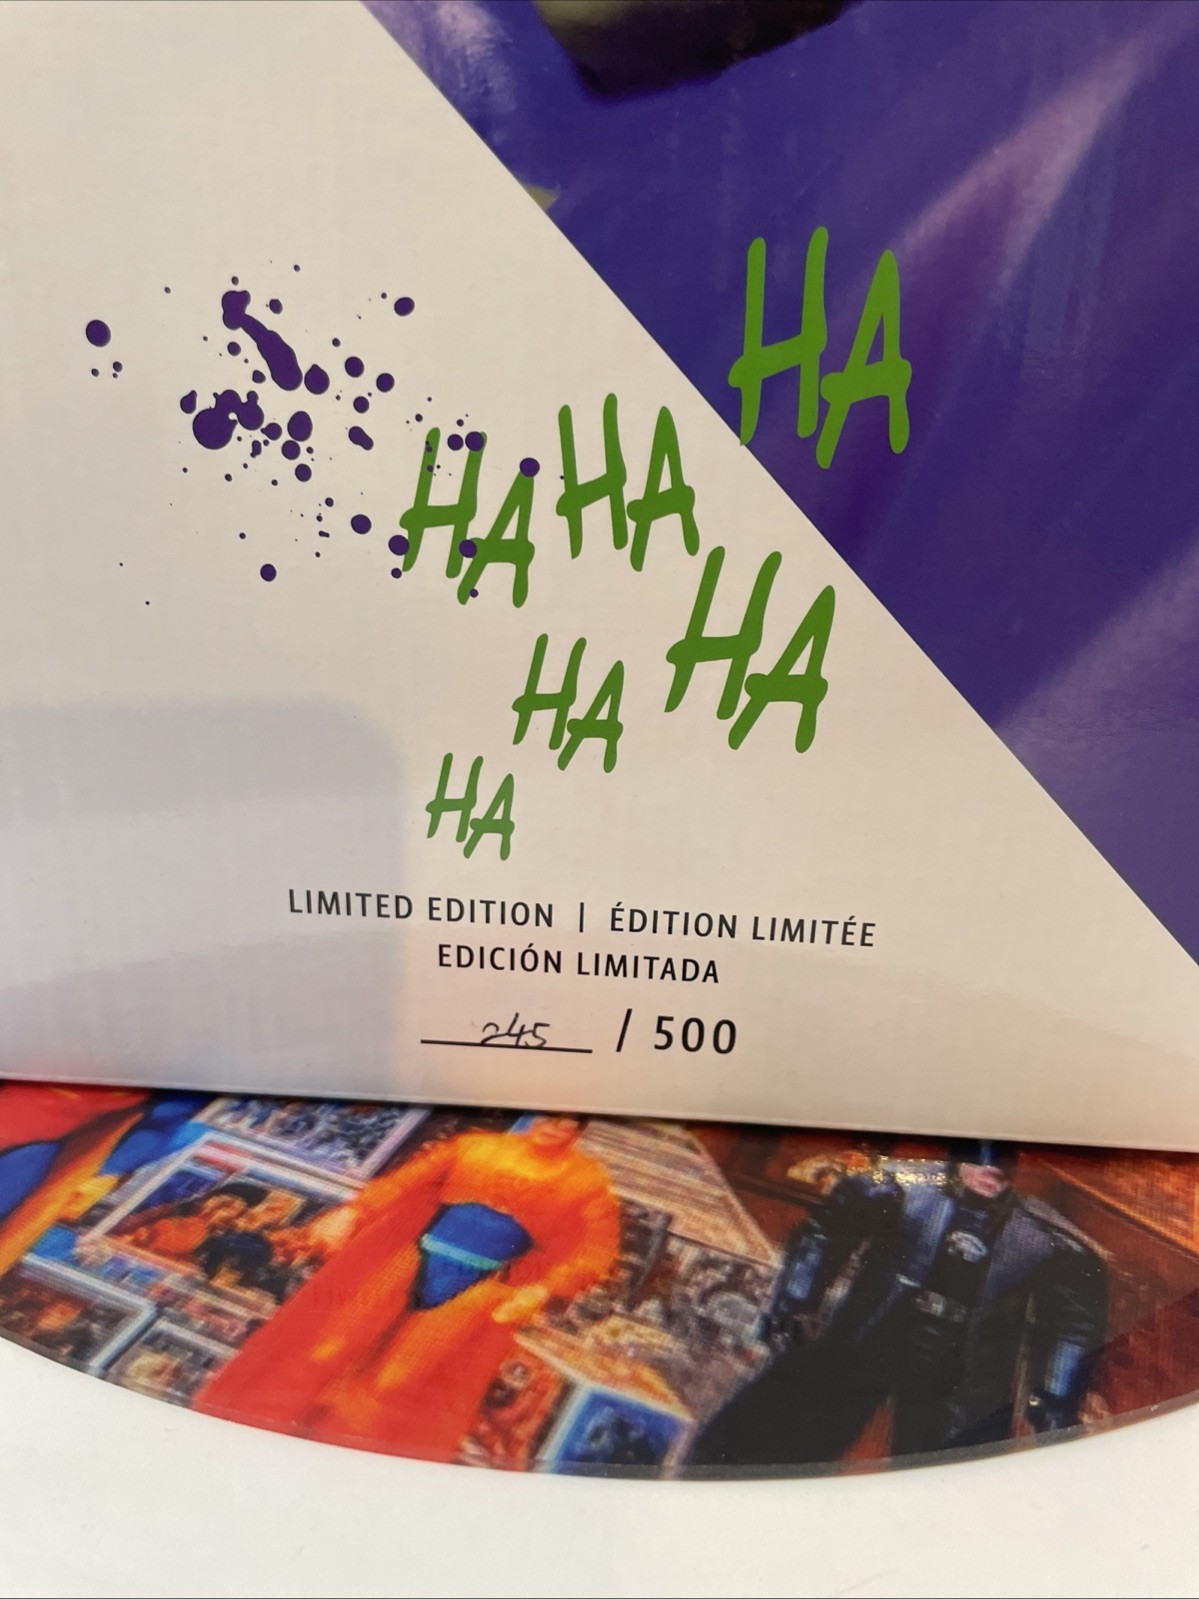 HA
HA HA
HA
HA
HA
LIMITED EDITION | ÉDITION LIMITÉE
EDICIÓN LIMITADA
245 / 500